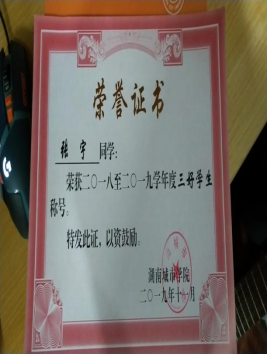 荣誉证书
张宇 同学:
荣获二〇一八至二〇一九学年度三好学生
称号。
特发此证,以资鼓励。
湖南城市学院
二〇一九年十一月